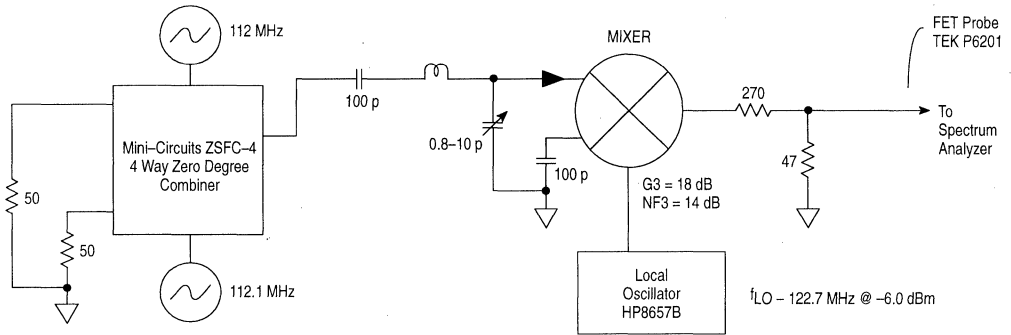 112 MHz
FET Probe
TEK P6201
MIXER
100 p
270
To
Spectrum
Analyzer
Mini–Circuits ZSFC–4
4 Way Zero Degree
Combiner
0.8–10 p
100 p
47
50
50
G3 = 18 dB
NF3 = 14 dB
112.1 MHz
Local
Oscillator
HP8657B
fLO – 122.7 MHz @ –6.0 dBm